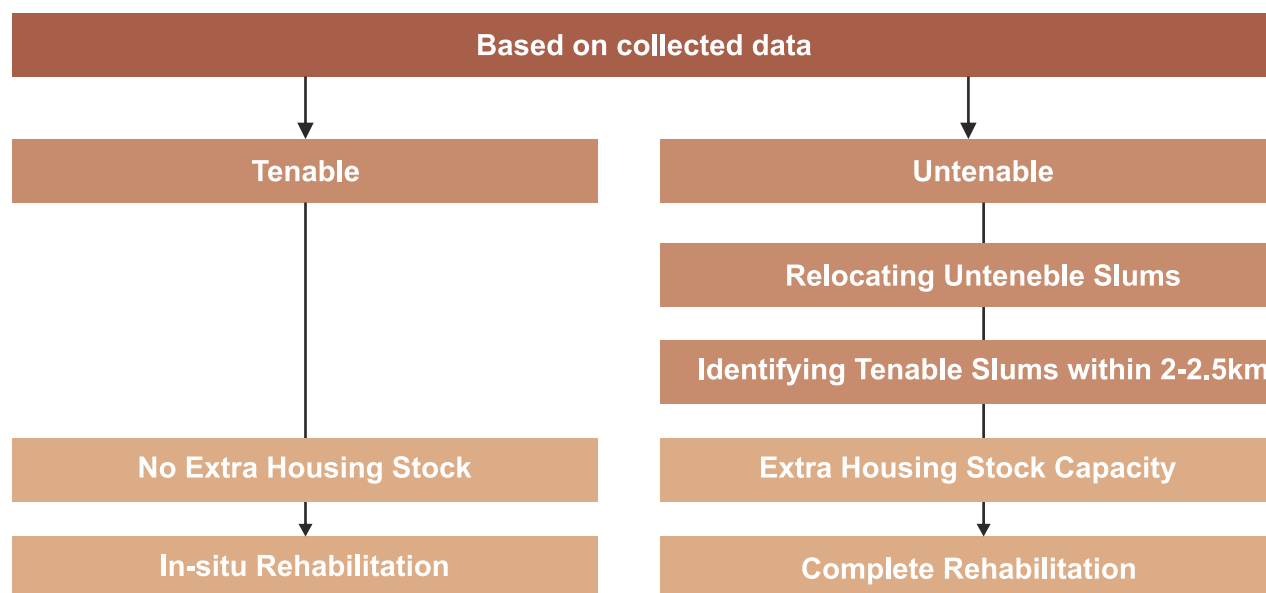 Based on collected data
Tenable
Untenable
Relocating Unteneble Slums
Identifying Tenable Slums within 2-2.5km
No Extra Housing Stock
Extra Housing Stock Capacity
In-situ Rehabilitation
Complete Rehabilitation